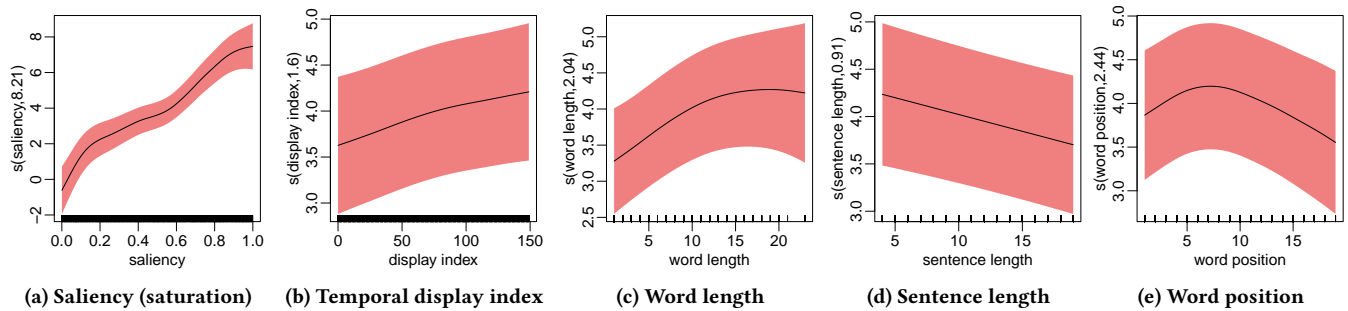 s(saliency,8.21)
8
6
4
2
0
−2
0.0 0.2 0.4 0.6 0.8 1.0
saliency
(a) Saliency (saturation)
s(display index,1.6)
5.0
4.5
4.0
3.5
3.0
0 50 100 150
display index
(b) Temporal display index
s(word length,2.04)
5.0
4.5
4.0
3.5
3.0
2.5
5 10 15 20
word length
(c) Word length
s(sentence length,0.91)
5.0
4.5
4.0
3.5
3.0
5 10 15
sentence length
(d) Sentence length
s(word position,2.44)
5.0
4.5
4.0
3.5
3.0
5 10 15
word position
(e) Word position